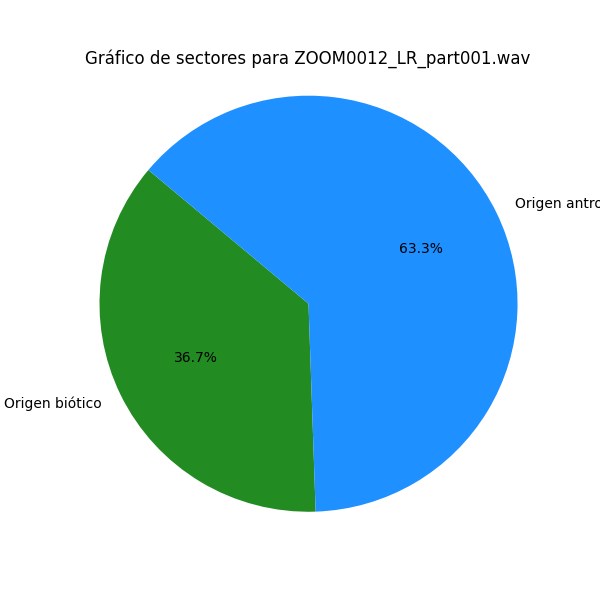 Gráfico de sectores para ZOOM0012_LR_part001.wav
Origen antro
63.3%
36.7%
Origen biótico